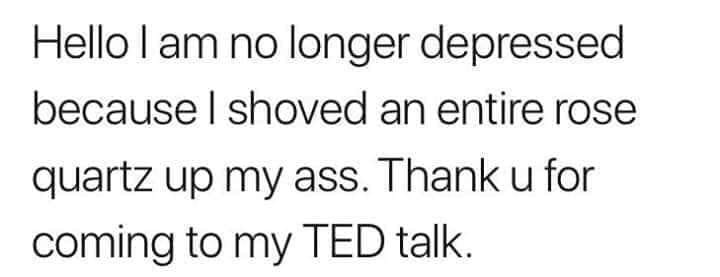 Hello I am no longer depressed
because I shoved an entire rose
quartz up my ass. Thank u for
coming to my TED talk.